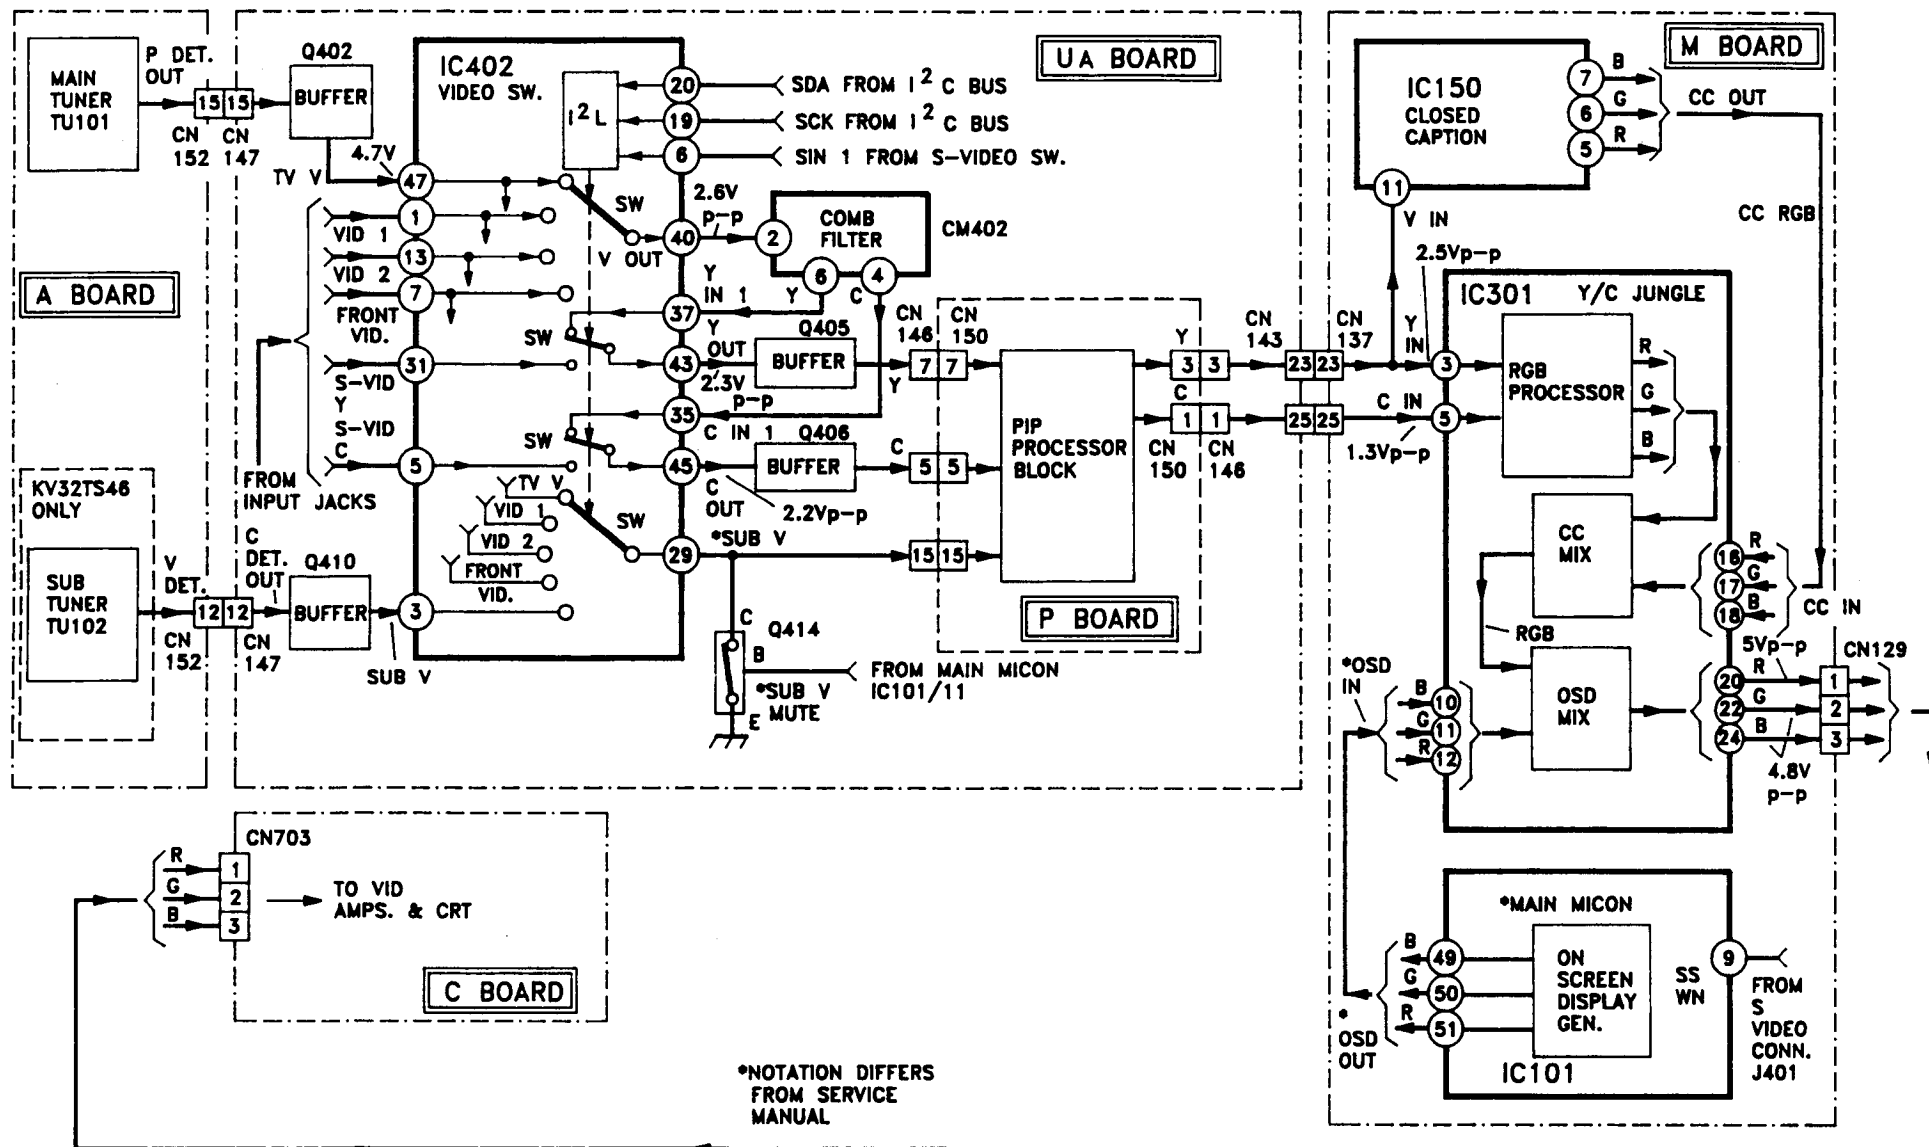 MAIN
TUNER
TU101
P DET.
OUT
15 15
CN
152
CN
147
Q402
BUFFER
4.7V
TV V
IC402
VIDEO SW.
I²L
20
SDA FROM I² C BUS
19
SCK FROM I² C BUS
6
SIN 1 FROM S-VIDEO SW.
UA BOARD
47
1
VID 1
13
VID 2
7
FRONT
VID.
31
S-VID
Y
S-VID
C
5
FROM
INPUT JACKS
A BOARD
SW
V OUT
40
2.6V
p-p
2
COMB
FILTER
CM402
6
4
Y
C
Y
IN 1
37
SW
Y
OUT
43
2.3V
p-p
Q405
BUFFER
35
C IN 1
SW
45
C
OUT
2.2Vp-p
Q406
BUFFER
TV V
VID 1
VID 2
FRONT
VID.
SW
29
*SUB V
KV32TS46
ONLY
SUB
TUNER
TU102
V
DET.
12 12
CN
152
CN
147
C
DET.
OUT
Q410
BUFFER
SUB V
3
C
Q414
B
*SUB V
MUTE
E
FROM MAIN MICON
IC101/11
CN
146
CN
150
7 7
Y
C
5 5
15 15
PIP
PROCESSOR
BLOCK
P BOARD
Y
3 3
C
1 1
CN
150
CN
146
CN
143
CN
137
23 23
25 25
M BOARD
IC150
CLOSED
CAPTION
7
B
6
G
5
R
CC OUT
11
V IN
CC RGB
2.5Vp-p
Y
IN
3
C IN
5
1.3Vp-p
IC301
Y/C JUNGLE
RGB
PROCESSOR
R
G
B
CC
MIX
16
R
17
G
18
B
CC IN
RGB
OSD
MIX
*OSD
IN
B
10
G
11
R
12
5Vp-p
CN129
20
R
1
22
G
2
24
B
3
4.8V
p-p
CN703
R
1
G
2
B
3
TO VID
AMPS. & CRT
C BOARD
*MAIN MICON
B
49
G
50
R
51
*
OSD
OUT
ON
SCREEN
DISPLAY
GEN.
SS
WN
9
FROM
S
VIDEO
CONN.
J401
IC101
*NOTATION DIFFERS
FROM SERVICE
MANUAL